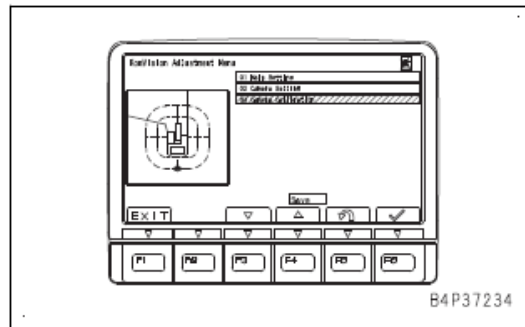 KomVision Adjustment Menu
01 Main Setting
02 Camera Setting
03 Camera Calibration
Save
EXIT
F1 F2 F3 F4 F5 F6
B4P37234